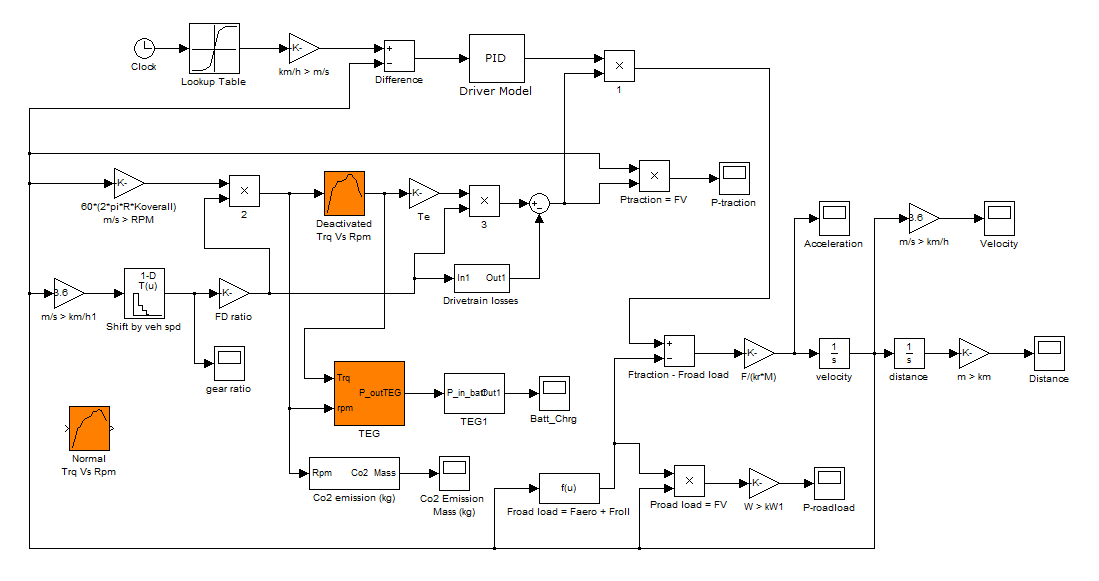 Clock
Lookup Table
-K-
km/h > m/s
+
−
Difference
PID
Driver Model
×
1
-K-
60*(2*pi*R*Koverall)
m/s > RPM
×
2
Deactivated
Trq Vs Rpm
-K-
Te
×
3
+
−
×
Ptraction = FV
P-traction
Acceleration
3.6
m/s > km/h
Velocity
3.6
m/s > km/h1
1-D
T(u)
Shift by veh spd
-K-
FD ratio
In1
Out1
Drivetrain losses
gear ratio
+
−
Ftraction - Froad load
-K-
F/(kr*M)
1
s
velocity
1
s
distance
-K-
m > km
Distance
Trq
P_outTEG
rpm
TEG
P_in_batt
Out1
TEG1
Batt_Chrg
Normal
Trq Vs Rpm
Rpm
Co2 Mass
Co2 emission (kg)
Co2 Emission
Mass (kg)
f(u)
Froad load = Faero + Froll
×
Proad load = FV
-K-
W > kW1
P-roadload